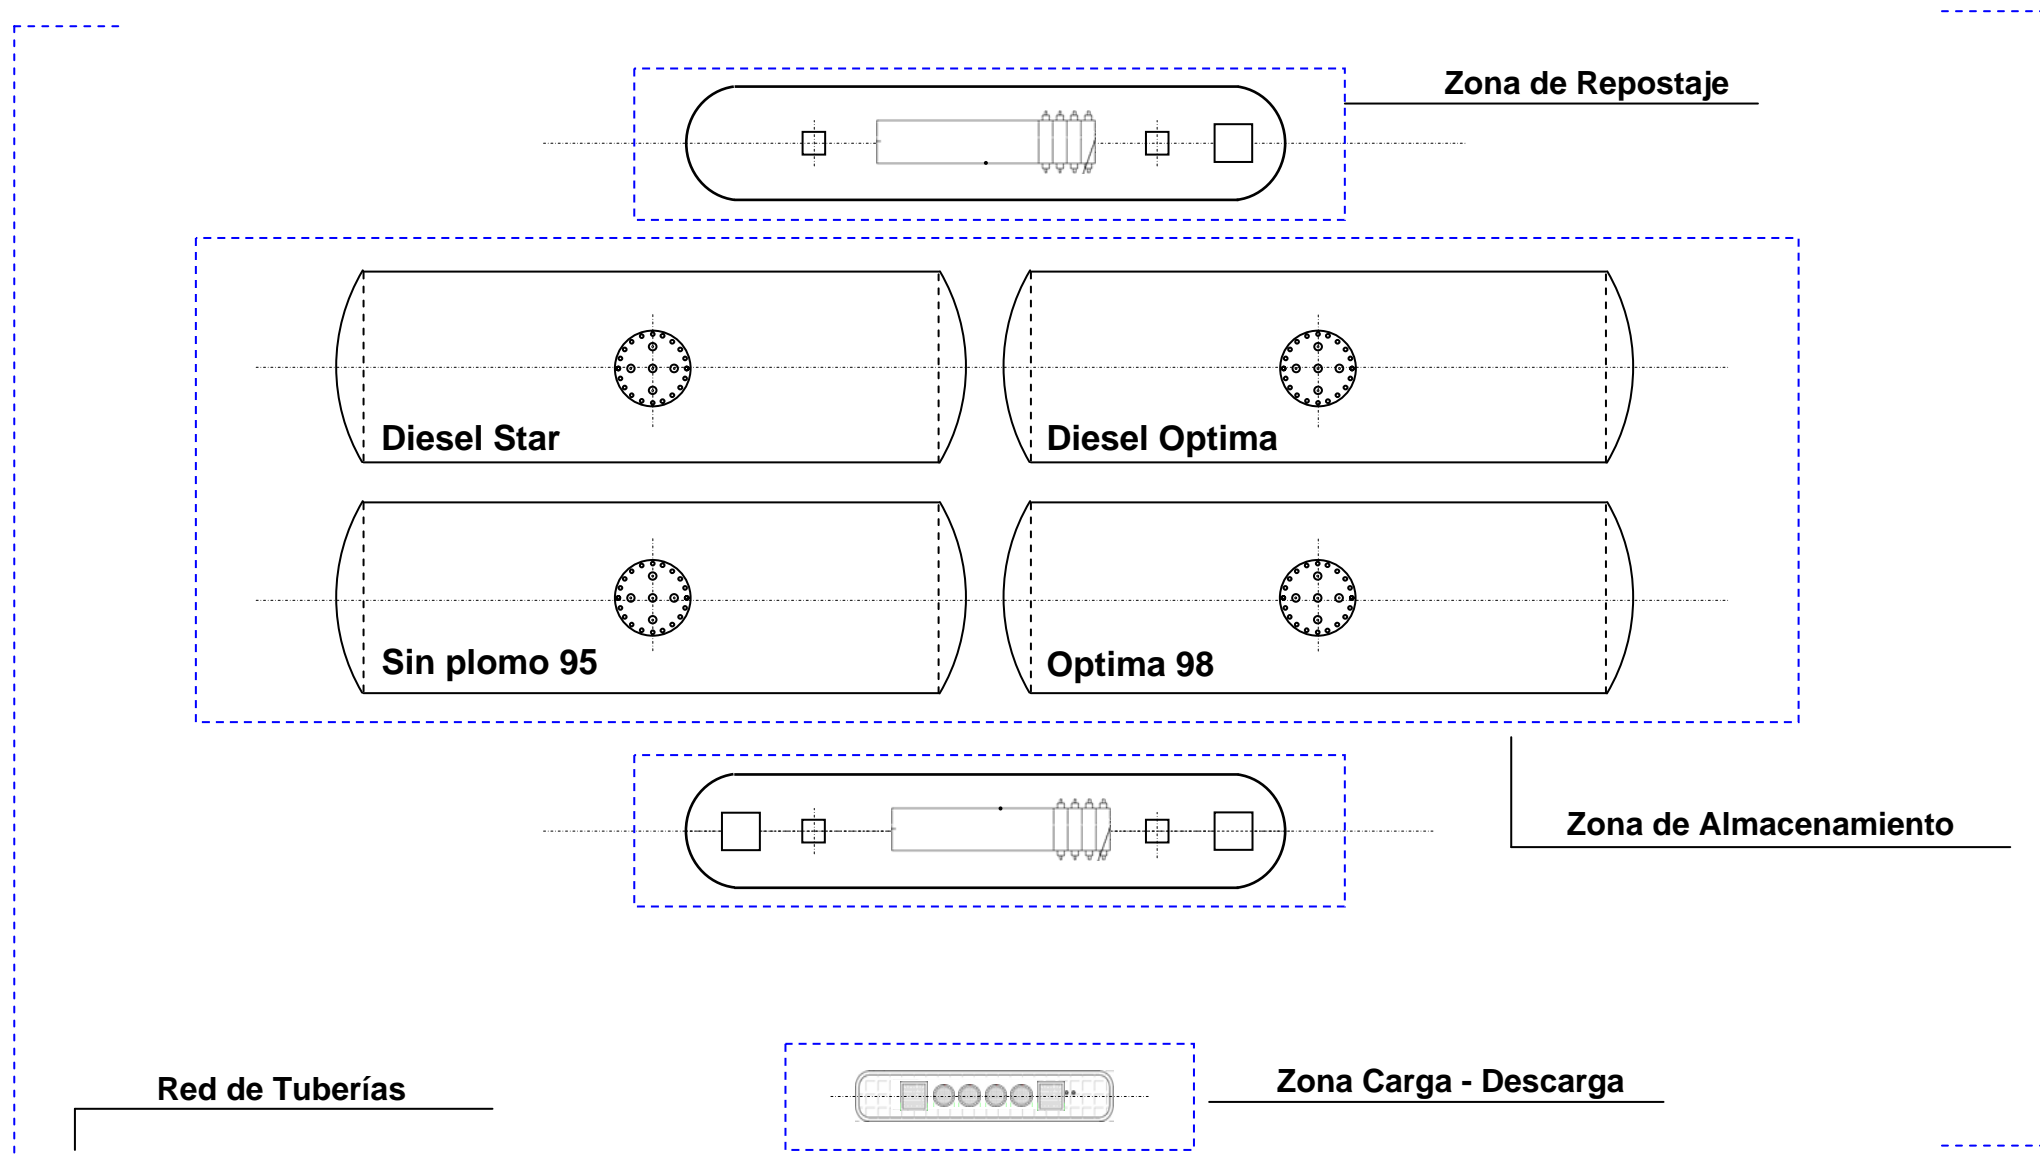 Zona de Repostaje
Diesel Star
Diesel Optima
Sin plomo 95
Optima 98
Zona de Almacenamiento
Red de Tuberías
Zona Carga - Descarga